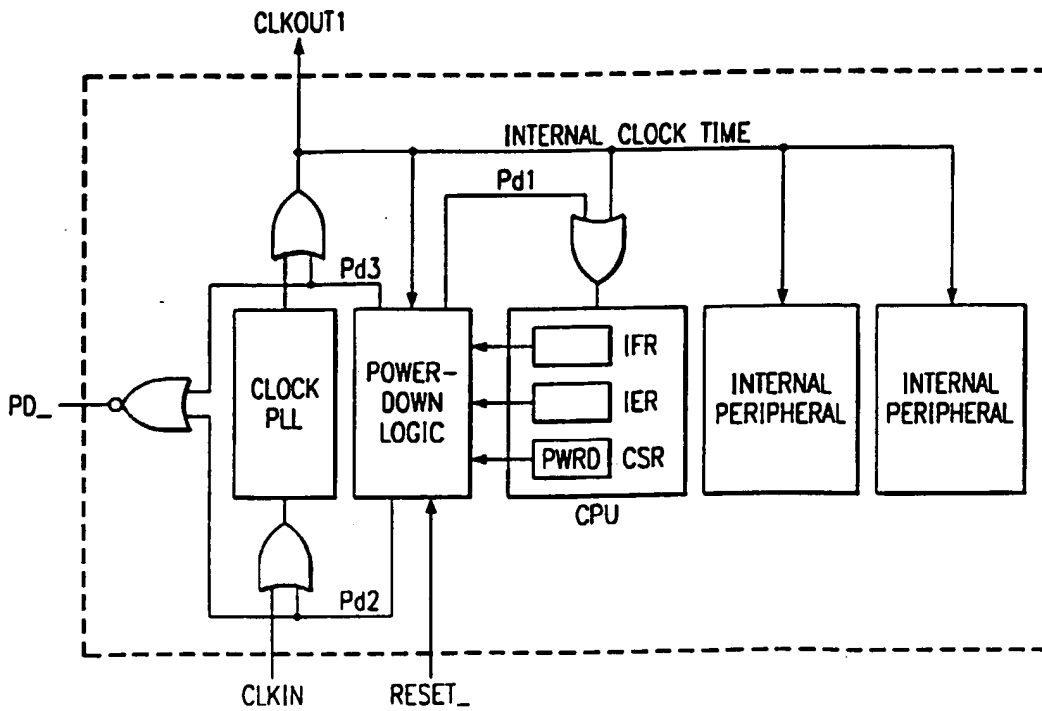 CLKOUT1
INTERNAL CLOCK TIME
Pd1
Pd3
CLOCK
PLL
POWER-
DOWN
LOGIC
IFR
IER
PWRD CSR
CPU
INTERNAL
PERIPHERAL
INTERNAL
PERIPHERAL
PD_
Pd2
CLKIN
RESET_